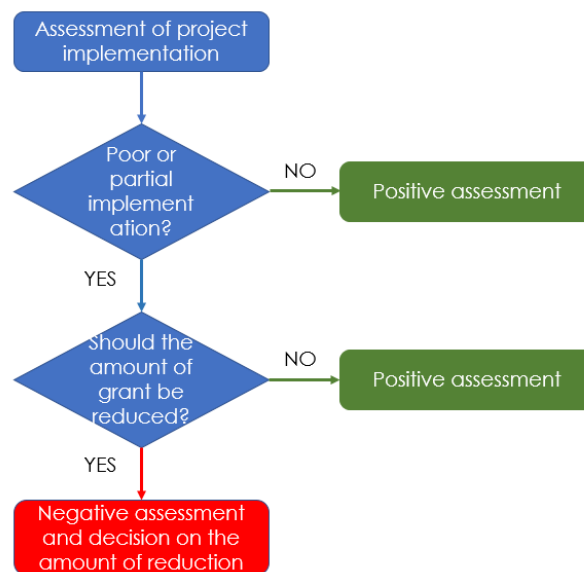 Assessment of project
implementation
Poor or
partial
implement
ation?
NO
Positive assessment
YES
Should the
amount of
grant be
reduced?
NO
Positive assessment
YES
Negative assessment
and decision on the
amount of reduction